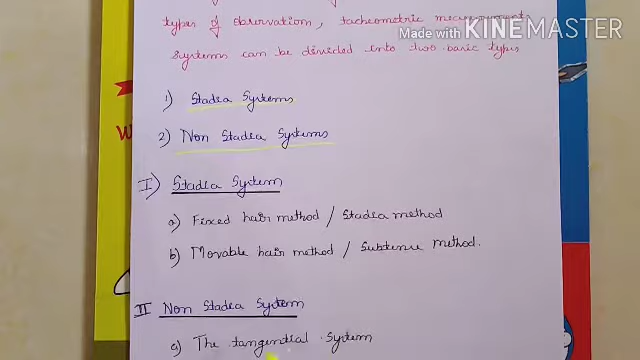 types of observation, tacheometric measurements
Made with KINEMASTER
systems can be divided into two basic types
1) Stadia Systems
2) Non Stadia Systems
I) Stadia System
a) Fixed hair method / Stadia method
b) Movable hair method / Subtense method.
II Non Stadia System
a) The tangential system